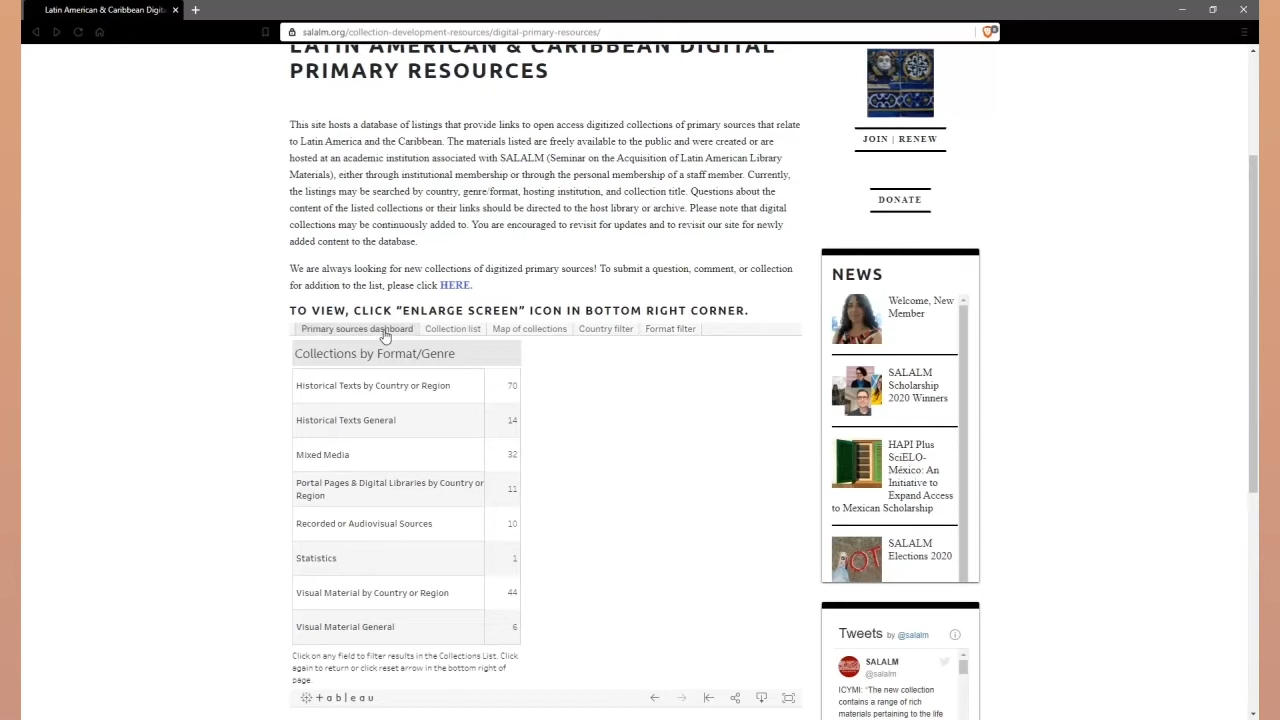 Latin American & Caribbean Digit
salalm.org/collection-development-resources/digital-primary-resources/
LATIN AMERICAN & CARIBBEAN DIGITAL
PRIMARY RESOURCES
This site hosts a database of listings that provide links to open access digitized collections of primary sources that relate
to Latin America and the Caribbean. The materials listed are freely available to the public and were created or are
hosted at an academic institution associated with SALALM (Seminar on the Acquisition of Latin American Library
Materials), either through institutional membership or through the personal membership of a staff member. Currently,
the listings may be searched by country, genre/format, hosting institution, and collection title. Questions about the
content of the listed collections or their links should be directed to the host library or archive. Please note that digital
collections may be continuously added to. You are encouraged to revisit for updates and to revisit our site for newly
added content to the database.
We are always looking for new collections of digitized primary sources! To submit a question, comment, or collection
for addition to the list, please click HERE.
TO VIEW, CLICK "ENLARGE SCREEN" ICON IN BOTTOM RIGHT CORNER.
Primary sources dashboard Collection list Map of collections Country filter Format filter
Collections by Format/Genre
Historical Texts by Country or Region 70
Historical Texts General 14
Mixed Media 32
Portal Pages & Digital Libraries by Country or
Region 11
Recorded or Audiovisual Sources 10
Statistics 1
Visual Material by Country or Region 44
Visual Material General 6
Click on any field to filter results in the Collections List. Click
again to return or click reset arrow in the bottom right of
page.
+ a b l e a u
JOIN | RENEW
DONATE
NEWS
Welcome, New
Member
SALALM
Scholarship
2020 Winners
HAPI Plus
SciELO-
México: An
Initiative to
Expand Access
to Mexican Scholarship
SALALM
Elections 2020
Tweets by @salalm
SALALM
@salalm
ICYMI: "The new collection
contains a range of rich
materials pertaining to the life